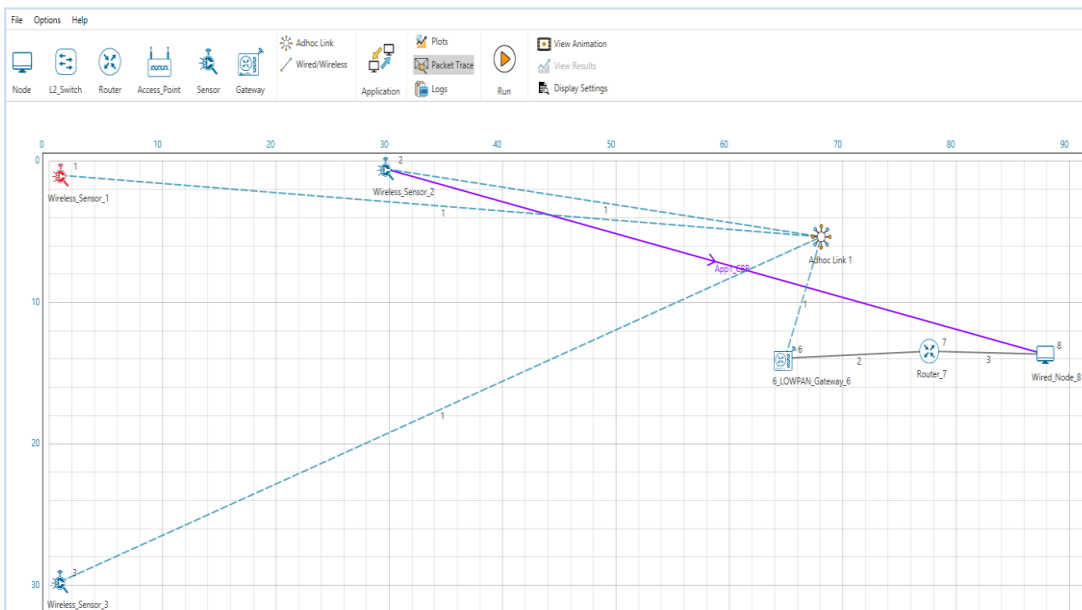 File Options Help
Adhoc Link
Wired/Wireless
Plots
Packet Trace
Logs
View Animation
View Results
Display Settings
Node L2_Switch Router Access_Point Sensor Gateway Application Run
0 10 20 30 40 50 60 70 80 90
0
1
Wireless_Sensor_1
2
Wireless_Sensor_2
1
1
Adhoc Link 1
App1_CBR
10
1
6
6_LOWPAN_Gateway_6
2
7
Router_7
3
8
Wired_Node_8
1
20
30
3
Wireless_Sensor_3